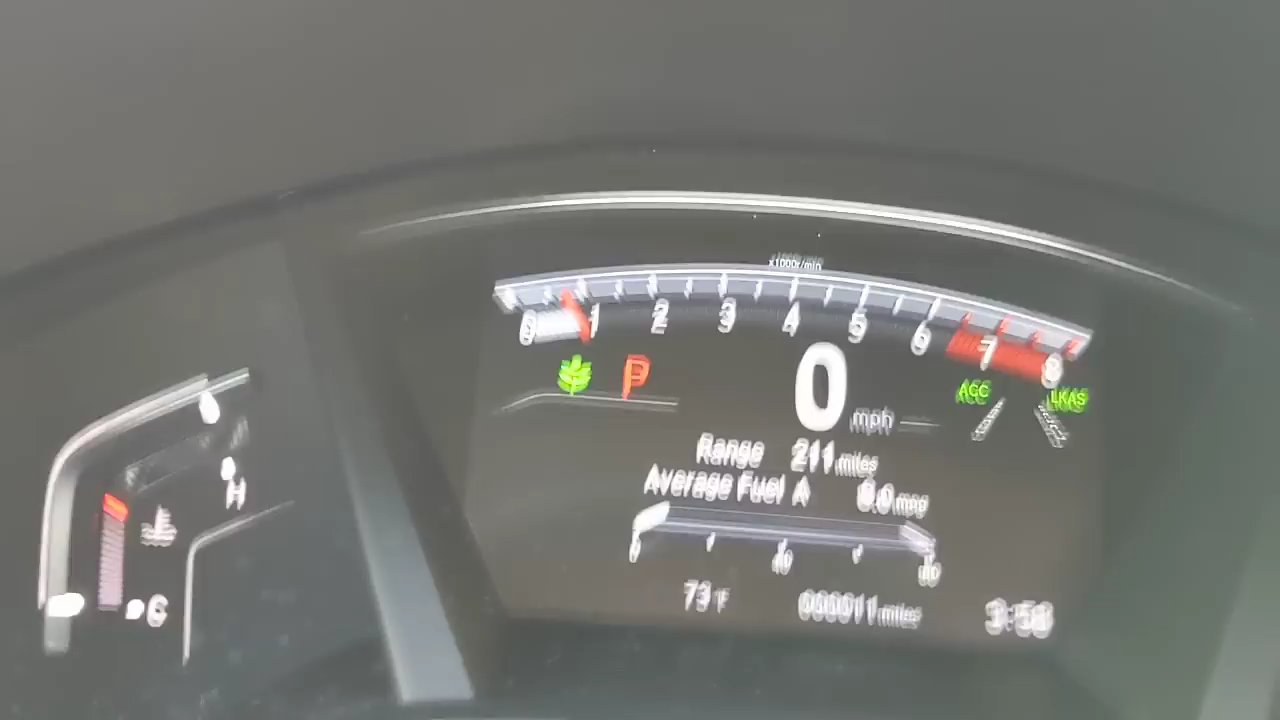 x1000r/min
0 1 2 3 4 5 6 7 8
P
0 mph
ACC LKAS
Range 211 miles
Average Fuel A 0.0 mpg
H
C
73°F 000011 miles 3:58